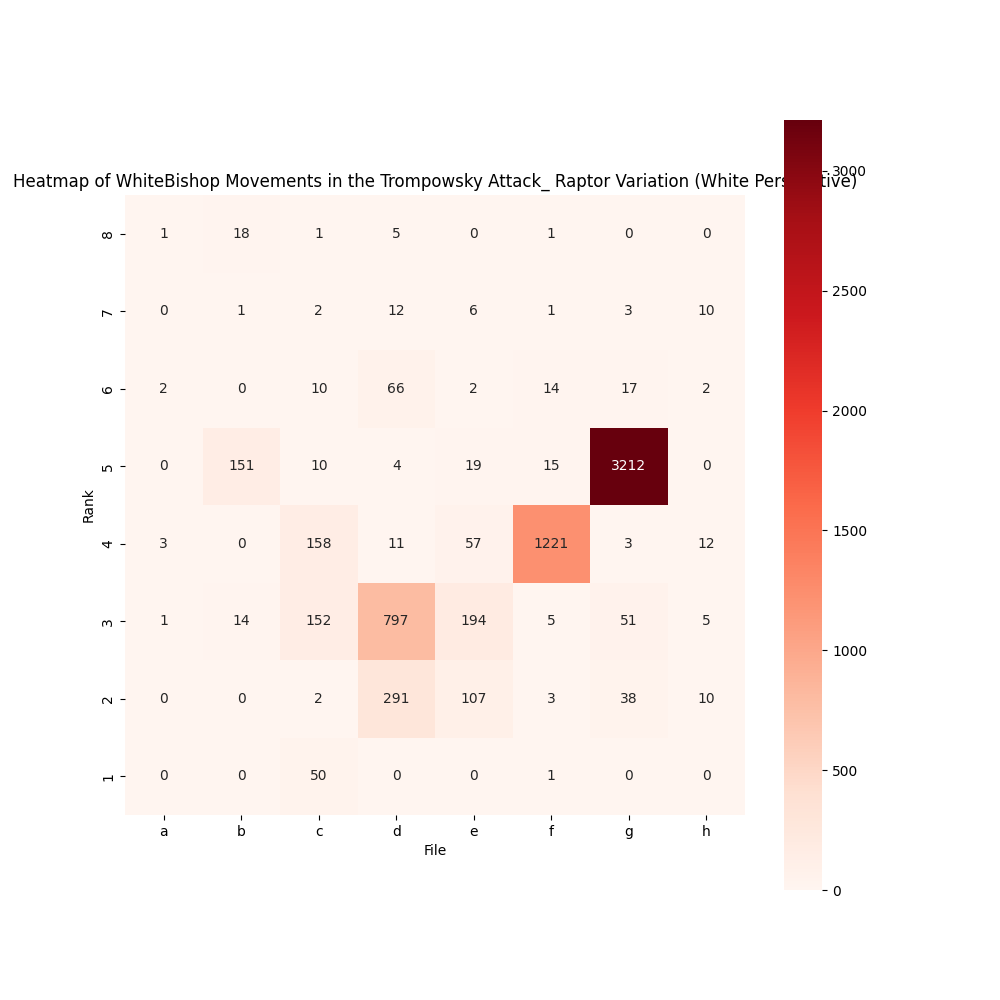 Heatmap of WhiteBishop Movements in the Trompowsky Attack_ Raptor Variation (White Pers tive)
3000
8 1 18 1 5 0 1 0 0
7 0 1 2 12 6 1 3 10
2500
6 2 0 10 66 2 14 17 2
2000
5 0 151 10 4 19 15 3212 0
Rank
1500
4 3 0 158 11 57 1221 3 12
3 1 14 152 797 194 5 51 5
1000
2 0 0 2 291 107 3 38 10
500
1 0 0 50 0 0 1 0 0
a b c d e f g h
File
0